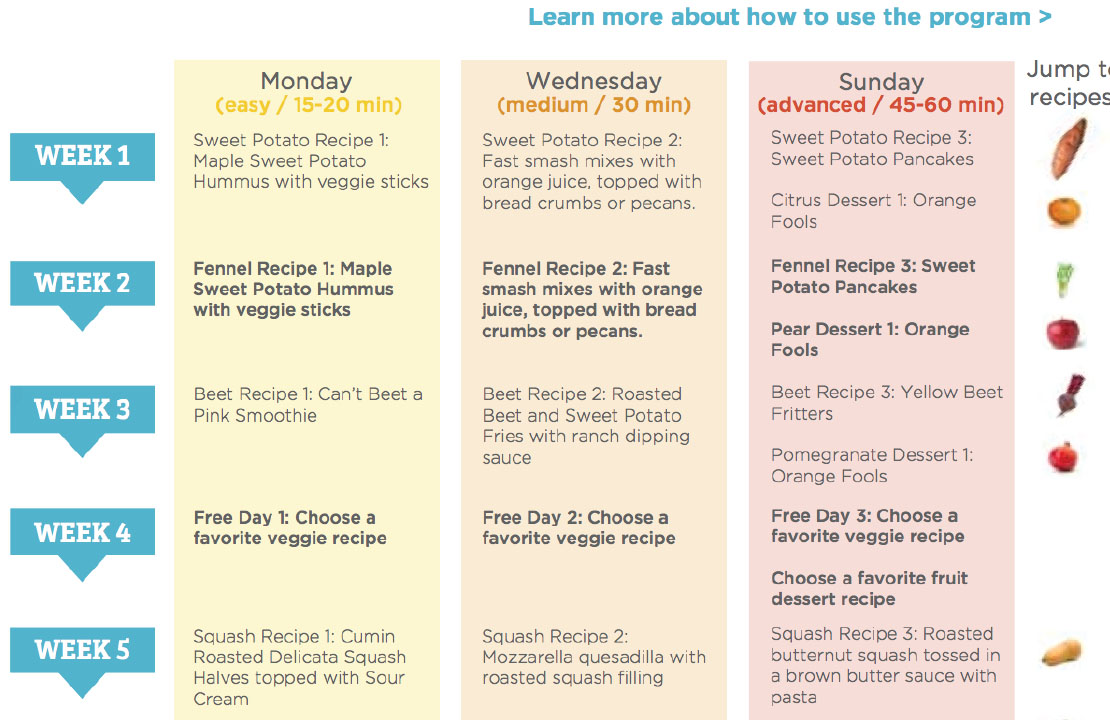 Learn more about how to use the program >
Monday
(easy / 15-20 min)
Wednesday
(medium / 30 min)
Sunday
(advanced / 45-60 min)
Jump to
recipes
WEEK 1
Sweet Potato Recipe 1:
Maple Sweet Potato
Hummus with veggie sticks
Sweet Potato Recipe 2:
Fast smash mixes with
orange juice, topped with
bread crumbs or pecans.
Sweet Potato Recipe 3:
Sweet Potato Pancakes
Citrus Dessert 1: Orange
Fools
WEEK 2
Fennel Recipe 1: Maple
Sweet Potato Hummus
with veggie sticks
Fennel Recipe 2: Fast
smash mixes with orange
juice, topped with bread
crumbs or pecans.
Fennel Recipe 3: Sweet
Potato Pancakes
Pear Dessert 1: Orange
Fools
WEEK 3
Beet Recipe 1: Can't Beet a
Pink Smoothie
Beet Recipe 2: Roasted
Beet and Sweet Potato
Fries with ranch dipping
sauce
Beet Recipe 3: Yellow Beet
Fritters
Pomegranate Dessert 1:
Orange Fools
WEEK 4
Free Day 1: Choose a
favorite veggie recipe
Free Day 2: Choose a
favorite veggie recipe
Free Day 3: Choose a
favorite veggie recipe
Choose a favorite fruit
dessert recipe
WEEK 5
Squash Recipe 1: Cumin
Roasted Delicata Squash
Halves topped with Sour
Cream
Squash Recipe 2:
Mozzarella quesadilla with
roasted squash filling
Squash Recipe 3: Roasted
butternut squash tossed in
a brown butter sauce with
pasta